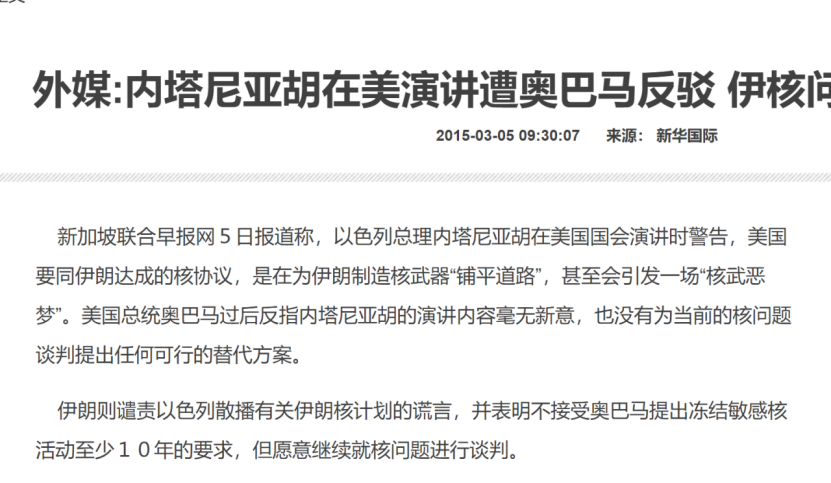 外媒:内塔尼亚胡在美演讲遭奥巴马反驳 伊核问
2015-03-05 09:30:07 来源： 新华国际
新加坡联合早报网５日报道称，以色列总理内塔尼亚胡在美国国会演讲时警告，美国
要同伊朗达成的核协议，是在为伊朗制造核武器“铺平道路”，甚至会引发一场“核武恶
梦”。美国总统奥巴马过后反指内塔尼亚胡的演讲内容毫无新意，也没有为当前的核问题
谈判提出任何可行的替代方案。
伊朗则谴责以色列散播有关伊朗核计划的谎言，并表明不接受奥巴马提出冻结敏感核
活动至少１０年的要求，但愿意继续就核问题进行谈判。